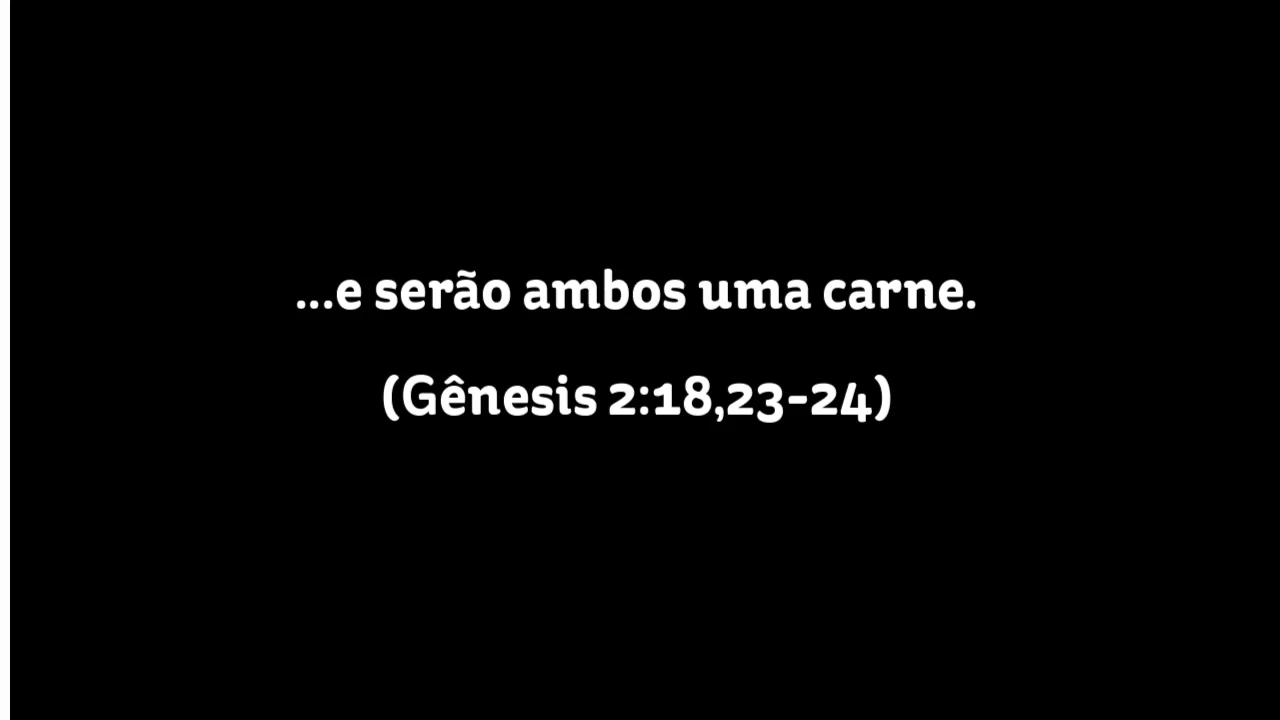 ...e serão ambos uma carne.
(Gênesis 2:18,23-24)